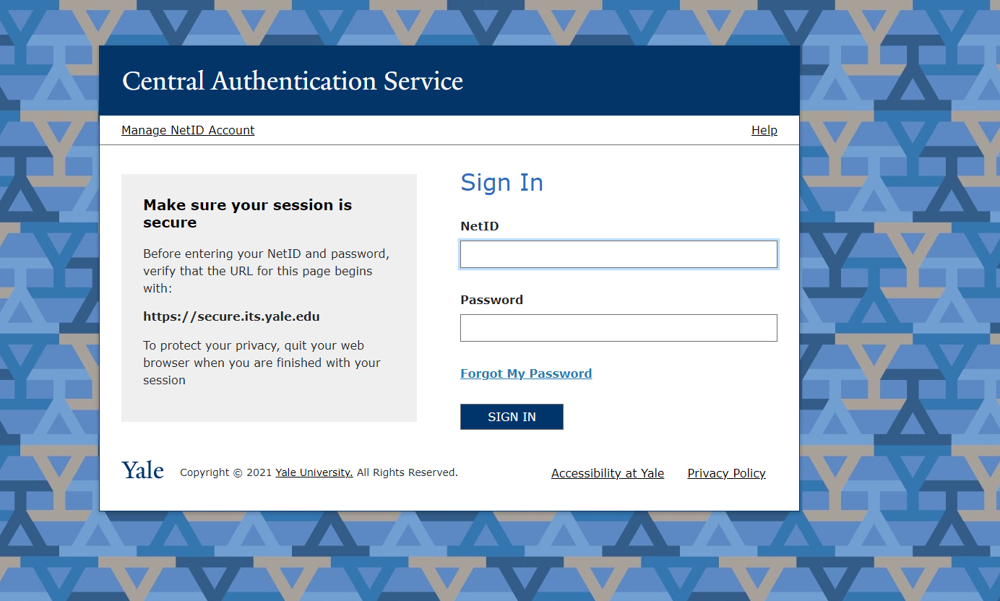 Central Authentication Service
Manage NetID Account
Help
Make sure your session is
secure
Before entering your NetID and password,
verify that the URL for this page begins
with:
https://secure.its.yale.edu
To protect your privacy, quit your web
browser when you are finished with your
session
Sign In
NetID
Password
Forgot My Password
SIGN IN
Yale
Copyright © 2021 Yale University. All Rights Reserved.
Accessibility at Yale
Privacy Policy